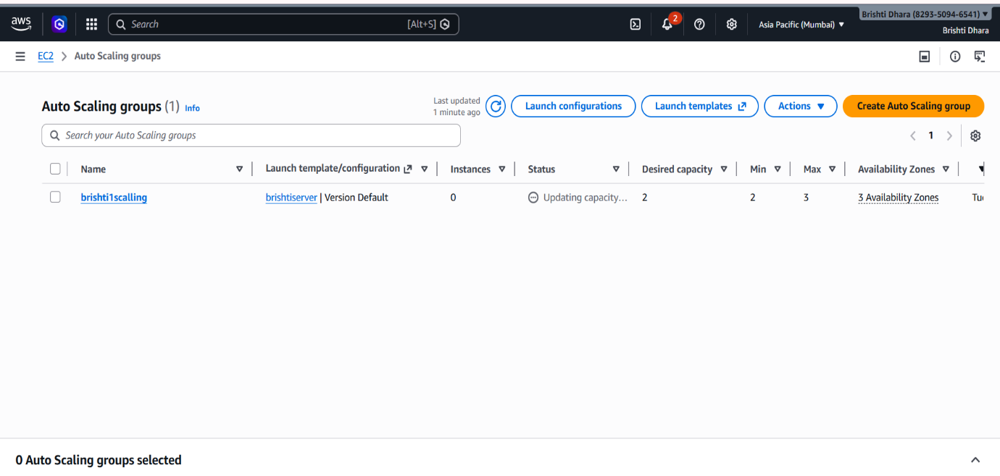 aws Search [Alt+S] 2 Asia Pacific (Mumbai) Brishti Dhara (8293-5094-6541)
Brishti Dhara
EC2 Auto Scaling groups
Auto Scaling groups (1) Info Last updated 1 minute ago Launch configurations Launch templates Actions Create Auto Scaling group
Search your Auto Scaling groups 1
Name Launch template/configuration Instances Status Desired capacity Min Max Availability Zones
brishti1scalling brishtiserver | Version Default 0 Updating capacity... 2 2 3 3 Availability Zones Tu
0 Auto Scaling groups selected